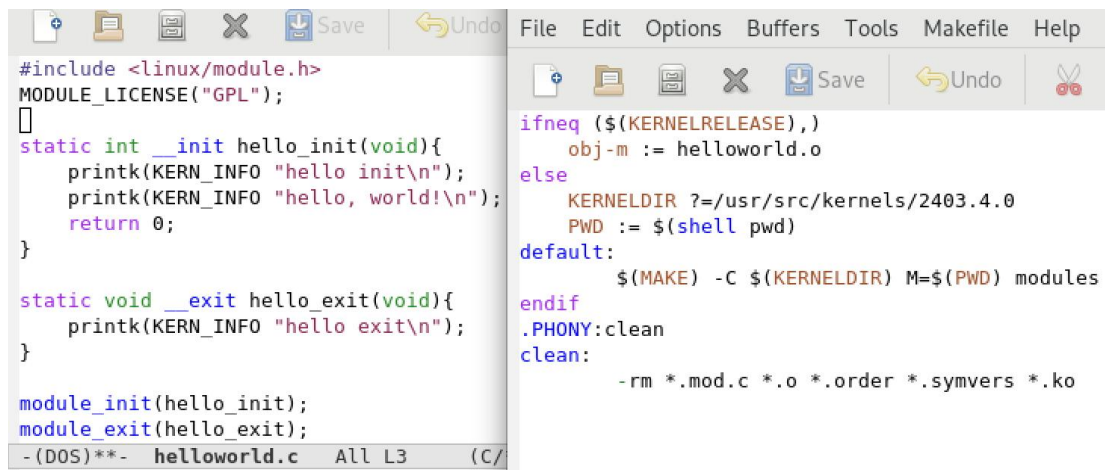 Save Undo
#include <linux/module.h>
MODULE_LICENSE("GPL");
static int __init hello_init(void){
    printk(KERN_INFO "hello init\n");
    printk(KERN_INFO "hello, world!\n");
    return 0;
}
static void __exit hello_exit(void){
    printk(KERN_INFO "hello exit\n");
}
module_init(hello_init);
module_exit(hello_exit);
-(DOS)**-  helloworld.c   All L3   (C/
File Edit Options Buffers Tools Makefile Help
Save Undo
ifneq ($(KERNELRELEASE),)
    obj-m := helloworld.o
else
    KERNELDIR ?=/usr/src/kernels/2403.4.0
    PWD := $(shell pwd)
default:
        $(MAKE) -C $(KERNELDIR) M=$(PWD) modules
endif
.PHONY:clean
clean:
        -rm *.mod.c *.o *.order *.symvers *.ko